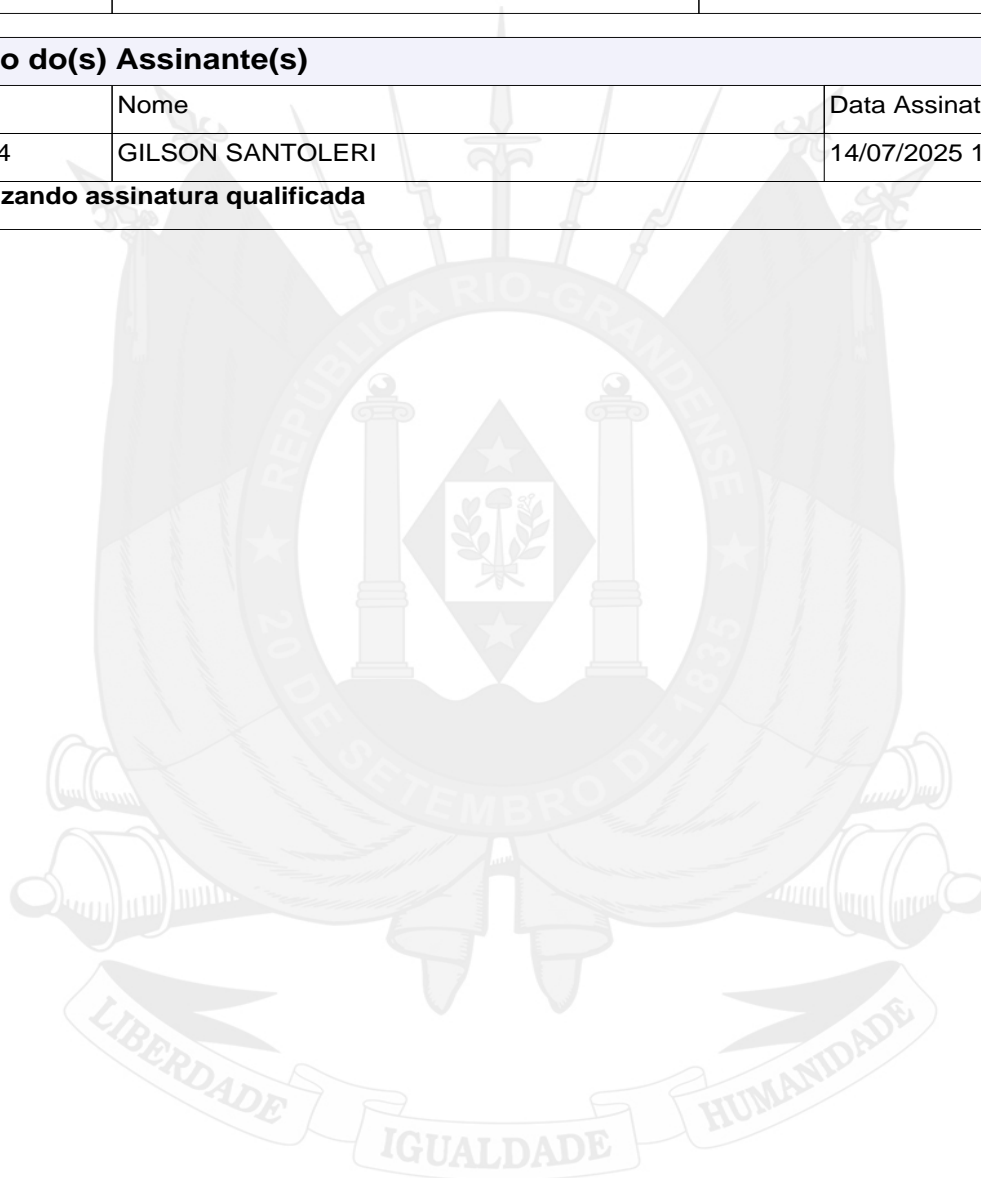 o do(s) Assinante(s)
Nome Data Assinat
4 GILSON SANTOLERI 14/07/2025 1
zando assinatura qualificada
REPÚBLICA RIO-GRANDENSE
★ 20 DE SETEMBRO DE 1835 ★
LIBERDADE IGUALDADE HUMANIDADE